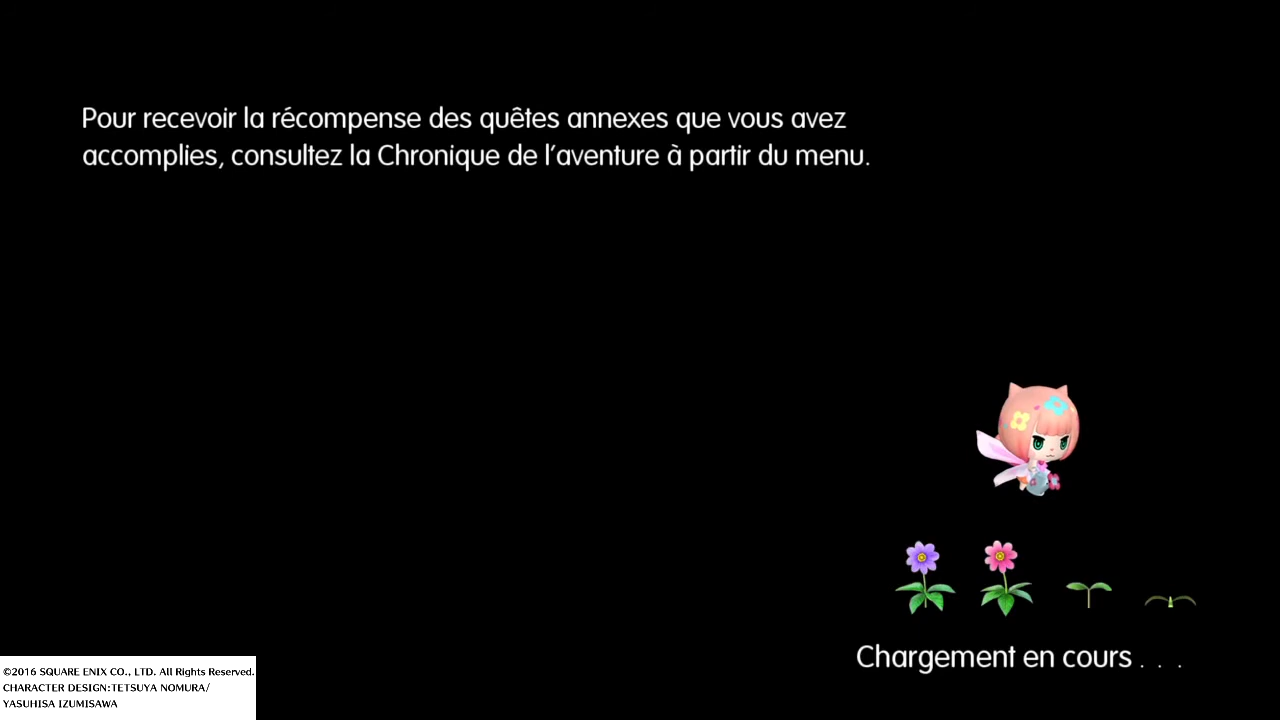 Pour recevoir la récompense des quêtes annexes que vous avez
accomplies, consultez la Chronique de l'aventure à partir du menu.
Chargement en cours . . .
©2016 SQUARE ENIX CO., LTD. All Rights Reserved.
CHARACTER DESIGN:TETSUYA NOMURA/
YASUHISA IZUMISAWA